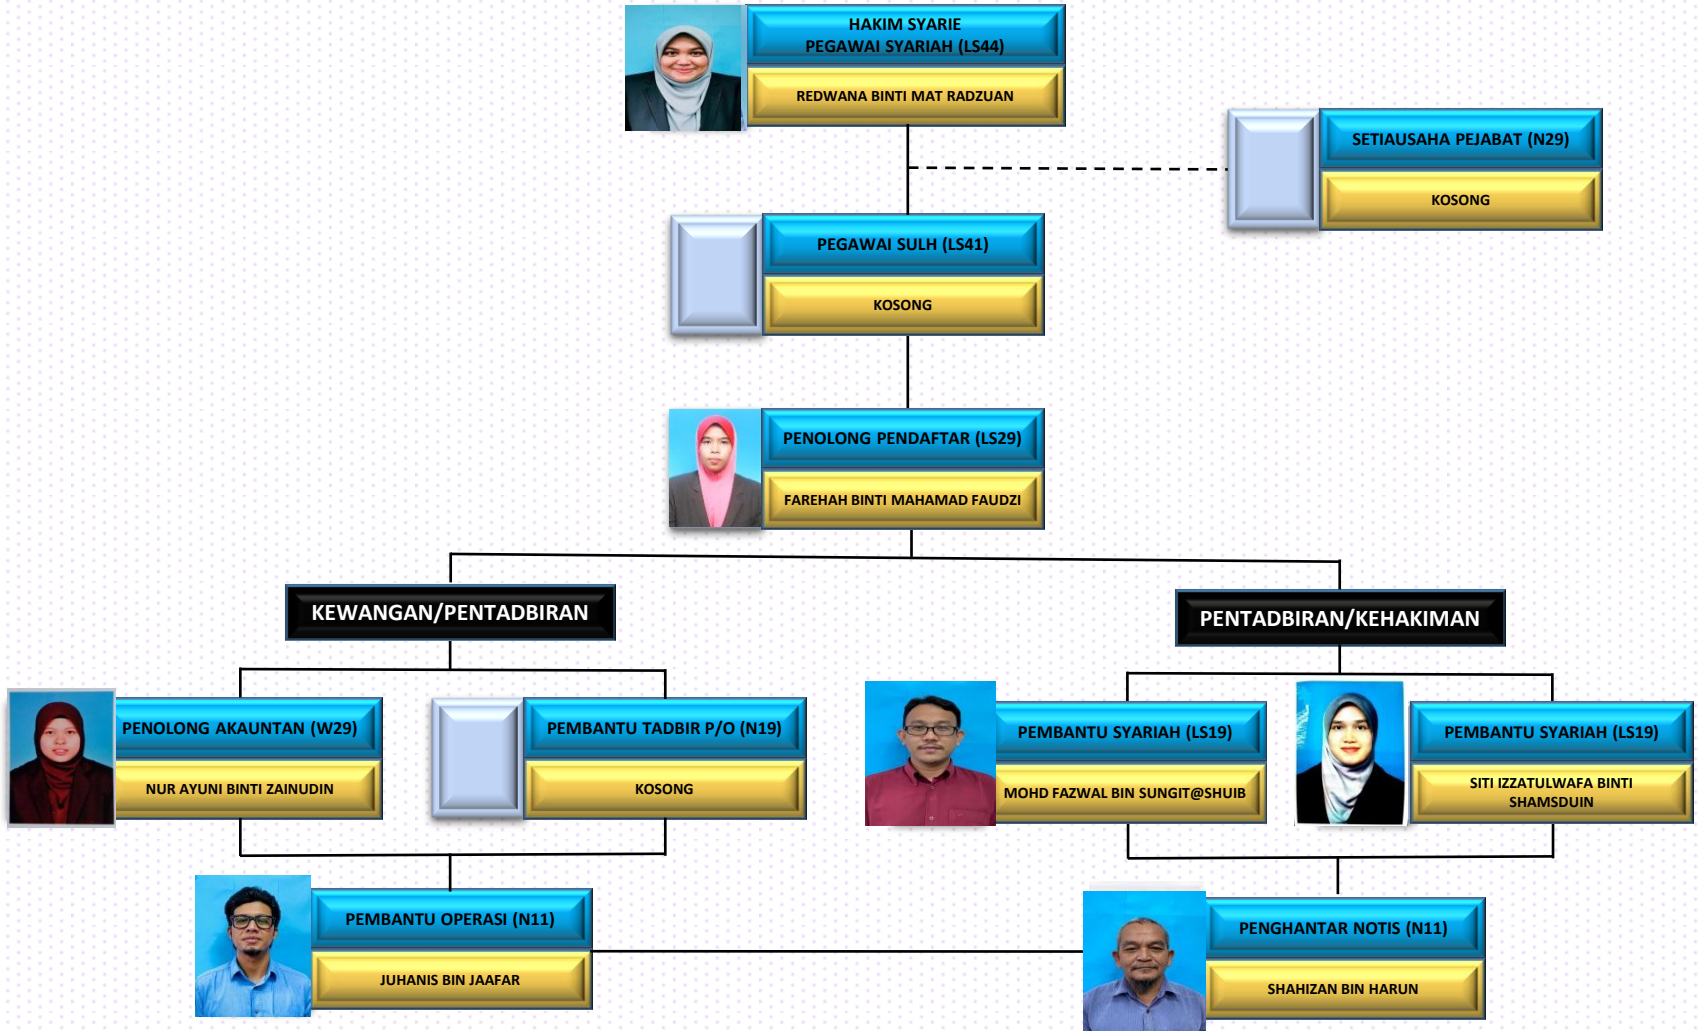 HAKIM SYARIE
PEGAWAI SYARIAH (LS44)
REDWANA BINTI MAT RADZUAN
SETIAUSAHA PEJABAT (N29)
KOSONG
PEGAWAI SULH (LS41)
KOSONG
PENOLONG PENDAFTAR (LS29)
FAREHAH BINTI MAHAMAD FAUDZI
KEWANGAN/PENTADBIRAN
PENTADBIRAN/KEHAKIMAN
PENOLONG AKAUNTAN (W29)
NUR AYUNI BINTI ZAINUDIN
PEMBANTU TADBIR P/O (N19)
KOSONG
PEMBANTU SYARIAH (LS19)
MOHD FAZWAL BIN SUNGIT@SHUIB
PEMBANTU SYARIAH (LS19)
SITI IZZATULWAFA BINTI
SHAMSDUIN
PEMBANTU OPERASI (N11)
JUHANIS BIN JAAFAR
PENGHANTAR NOTIS (N11)
SHAHIZAN BIN HARUN